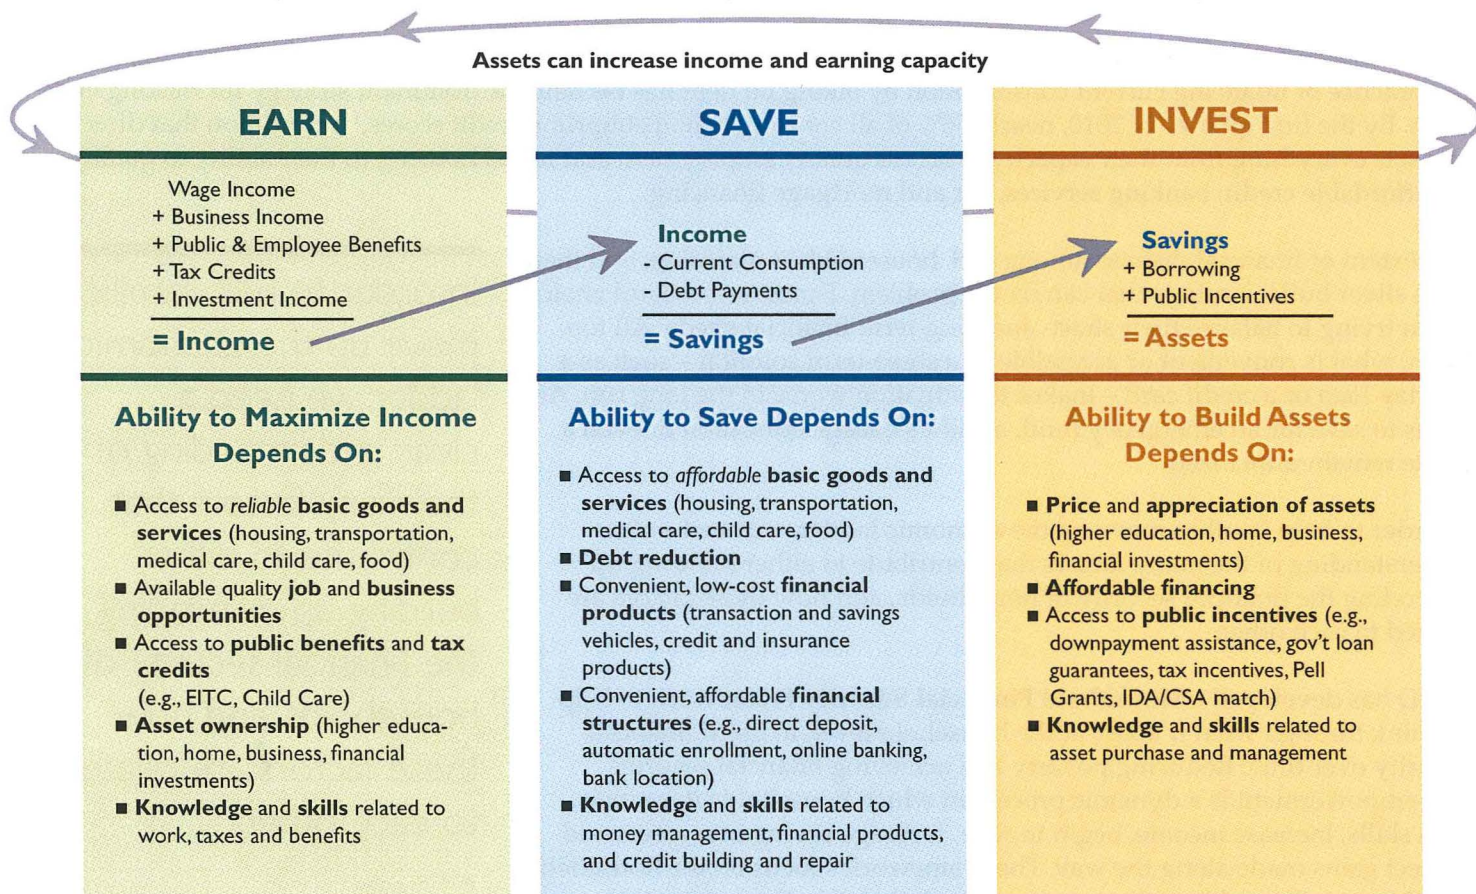 Assets can increase income and earning capacity
EARN
Wage Income
+ Business Income
+ Public & Employee Benefits
+ Tax Credits
+ Investment Income
= Income
Ability to Maximize Income
Depends On:
■ Access to reliable basic goods and
services (housing, transportation,
medical care, child care, food)
■ Available quality job and business
opportunities
■ Access to public benefits and tax
credits
(e.g., EITC, Child Care)
■ Asset ownership (higher educa-
tion, home, business, financial
investments)
■ Knowledge and skills related to
work, taxes and benefits
SAVE
Income
- Current Consumption
- Debt Payments
= Savings
Ability to Save Depends On:
■ Access to affordable basic goods and
services (housing, transportation,
medical care, child care, food)
■ Debt reduction
■ Convenient, low-cost financial
products (transaction and savings
vehicles, credit and insurance
products)
■ Convenient, affordable financial
structures (e.g., direct deposit,
automatic enrollment, online banking,
bank location)
■ Knowledge and skills related to
money management, financial products,
and credit building and repair
INVEST
Savings
+ Borrowing
+ Public Incentives
= Assets
Ability to Build Assets
Depends On:
■ Price and appreciation of assets
(higher education, home, business,
financial investments)
■ Affordable financing
■ Access to public incentives (e.g.,
downpayment assistance, gov't loan
guarantees, tax incentives, Pell
Grants, IDA/CSA match)
■ Knowledge and skills related to
asset purchase and management